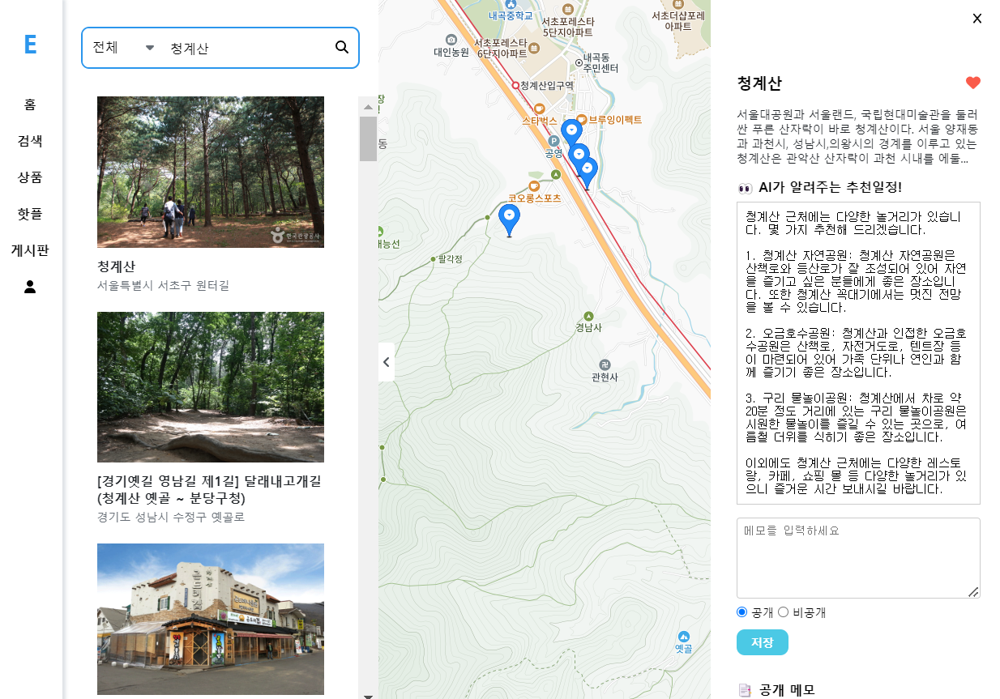 E
홈
검색
상품
핫플
게시판
전체
청계산
한국관광공사
청계산
서울특별시 서초구 원터길
[경기옛길 영남길 제1길] 달래내고개길
(청계산 옛골 ~ 분당구청)
경기도 성남시 수정구 옛골로
곤드레집
내곡중학교
서초포레스타
5단지아파트
서초더샵포레
아파트
대인농원
서초포레스타
6단지아파트
내곡동
주민센터
청계산입구역
스타벅스
브루잉이펙트
P
공영
코오롱스포츠
장
동
매능선
팔각정
경남사
관현사
옛골
X
청계산
서울대공원과 서울랜드, 국립현대미술관을 둘러
싼 푸른 산자락이 바로 청계산이다. 서울 양재동
과 과천시, 성남시,의왕시의 경계를 이루고 있는
청계산은 관악산 산자락이 과천 시내를 에둘...
👀 AI가 알려주는 추천일정!
청계산 근처에는 다양한 놀거리가 있습니
다. 몇 가지 추천해 드리겠습니다.
1. 청계산 자연공원: 청계산 자연공원은
산책로와 등산로가 잘 조성되어 있어 자연
을 즐기고 싶은 분들에게 좋은 장소입니
다. 또한 청계산 꼭대기에서는 멋진 전망
을 볼 수 있습니다.
2. 오금호수공원: 청계산과 인접한 오금호
수공원은 산책로, 자전거도로, 텐트장 등
이 마련되어 있어 가족 단위나 연인과 함
께 즐기기 좋은 장소입니다.
3. 구리 물놀이공원: 청계산에서 차로 약
20분 정도 거리에 있는 구리 물놀이공원은
시원한 물놀이를 즐길 수 있는 곳으로, 여
름철 더위를 식히기 좋은 장소입니다.
이외에도 청계산 근처에는 다양한 레스토
랑, 카페, 쇼핑 몰 등 다양한 놀거리가 있
으니 즐거운 시간 보내시길 바랍니다.
메모를 입력하세요
공개 비공개
저장
📑 공개 메모